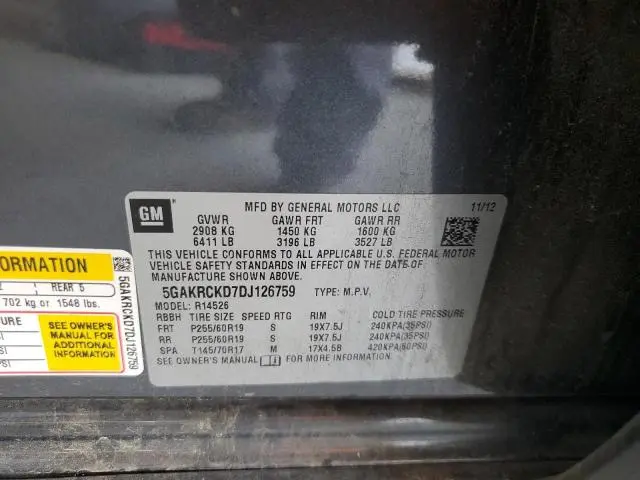 GM
MFD BY GENERAL MOTORS LLC 11/12
GVWR GAWR FRT GAWR RR
2908 KG 1450 KG 1600 KG
6411 LB 3196 LB 3527 LB
THIS VEHICLE CONFORMS TO ALL APPLICABLE U.S. FEDERAL MOTOR
VEHICLE SAFETY STANDARDS IN EFFECT ON THE DATE OF
MANUFACTURE SHOWN ABOVE.
5GAKRCKD7DJ126759 TYPE: M.P.V.
MODEL: R14526
RBBH TIRE SIZE SPEED RTG RIM COLD TIRE PRESSURE
FRT P255/60R19 S 19X7.5J 240KPA(35PSI)
RR P255/60R19 S 19X7.5J 240KPA(35PSI)
SPA T145/70R17 M 17X4.5B 420KPA(60PSI)
SEE OWNER'S MANUAL FOR MORE INFORMATION.
ORMATION
REAR 5
702 kg or 1548 lbs.
URE
SI
SI
PSI
SEE OWNER'S
MANUAL FOR
ADDITIONAL
INFORMATION
5GAKRCKD7DJ126759